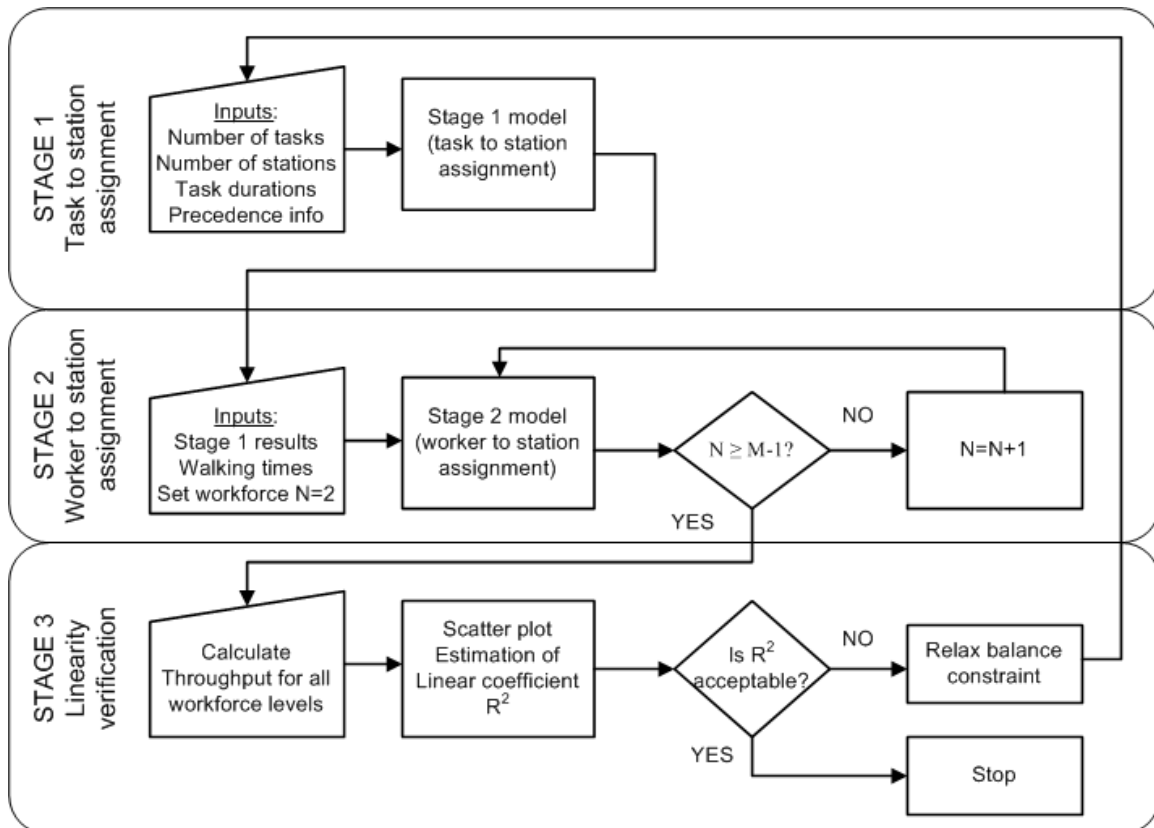 STAGE 1
Task to station
assignment
Inputs:
Number of tasks
Number of stations
Task durations
Precedence info
Stage 1 model
(task to station
assignment)
STAGE 2
Worker to station
assignment
Inputs:
Stage 1 results
Walking times
Set workforce N=2
Stage 2 model
(worker to station
assignment)
N ≥ M-1?
NO
N=N+1
YES
STAGE 3
Linearity
verification
Calculate
Throughput for all
workforce levels
Scatter plot
Estimation of
Linear coefficient
R²
Is R²
acceptable?
NO
Relax balance
constraint
YES
Stop